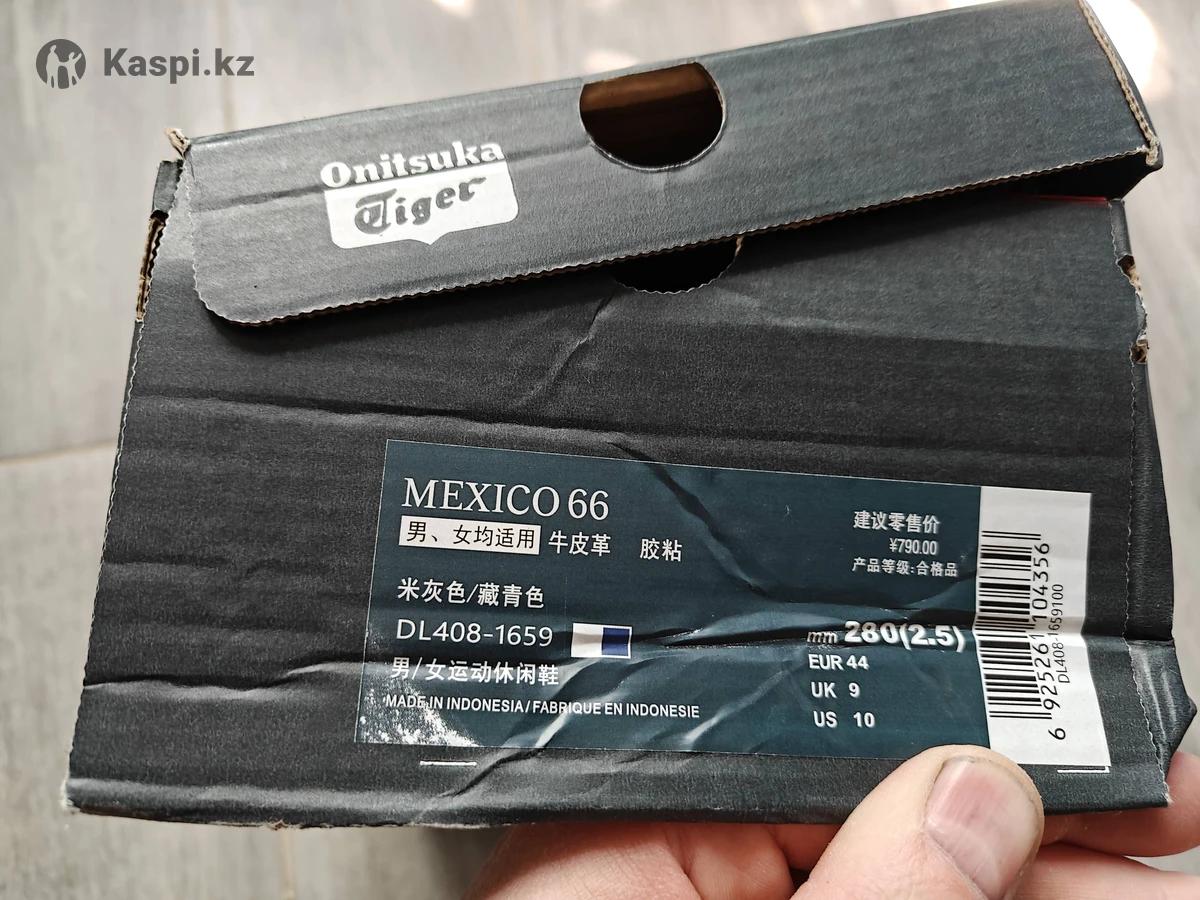 Kaspi.kz
Onitsuka
Tiger
MEXICO 66
男、女均适用 牛皮革 胶粘
米灰色/藏青色
DL408-1659
男/女运动休闲鞋
MADE IN INDONESIA / FABRIQUE EN INDONESIE
建议零售价
¥790.00
产品等级:合格品
mm 280(2.5)
EUR 44
UK 9
US 10
6 925261 104356
DL408-1659100